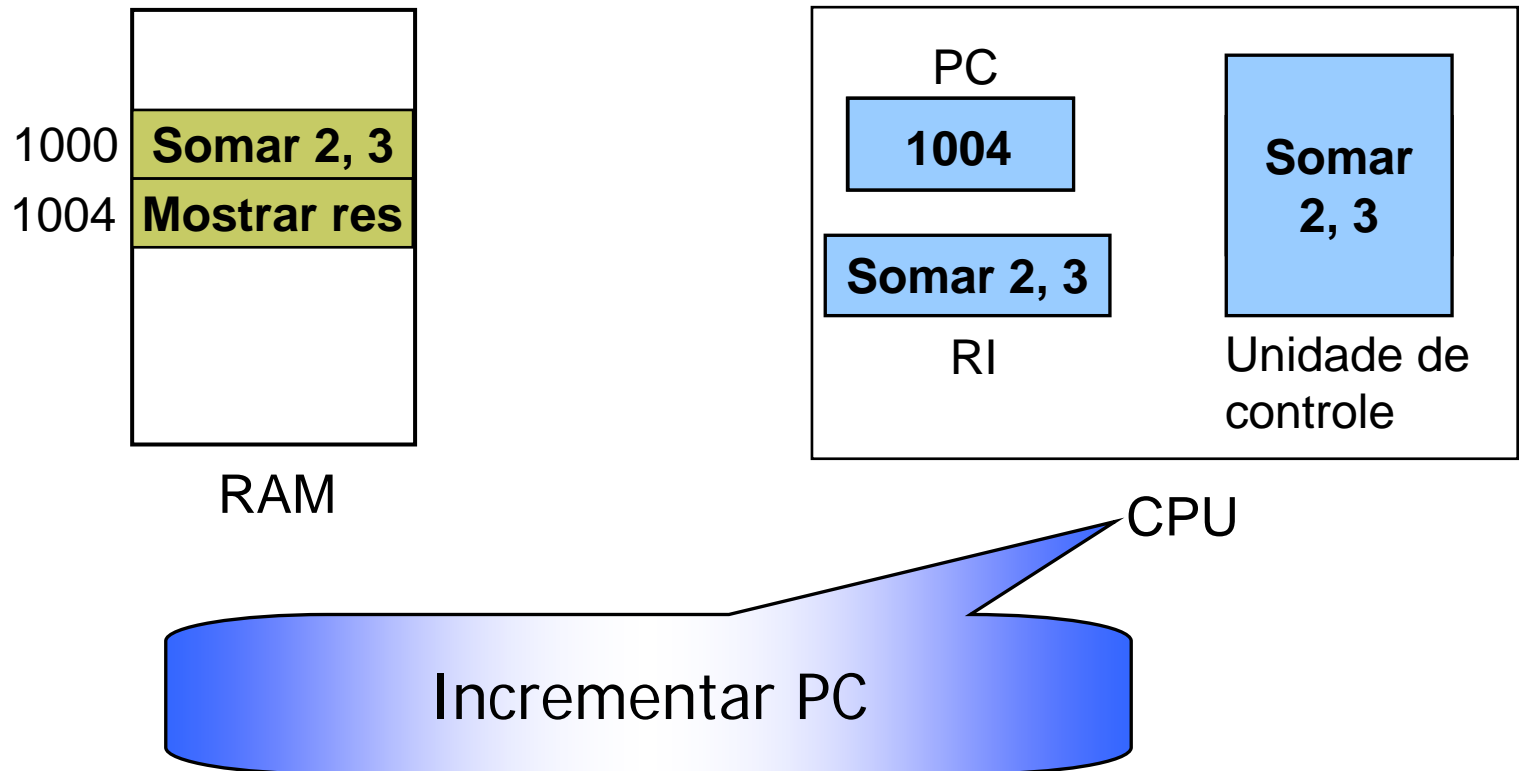 1000
Somar 2, 3
1004
Mostrar res
RAM
PC
1004
Somar 2, 3
RI
Somar
2, 3
Unidade de
controle
CPU
Incrementar PC